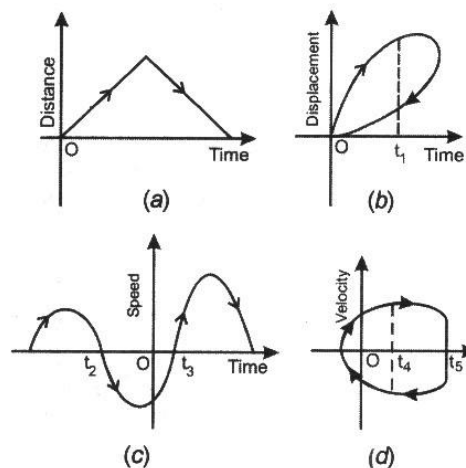 Distance
O
Time
(a)
Displacement
O
t1
Time
(b)
Speed
t2
O
t3
Time
(c)
Velocity
O
t4
t5
(d)